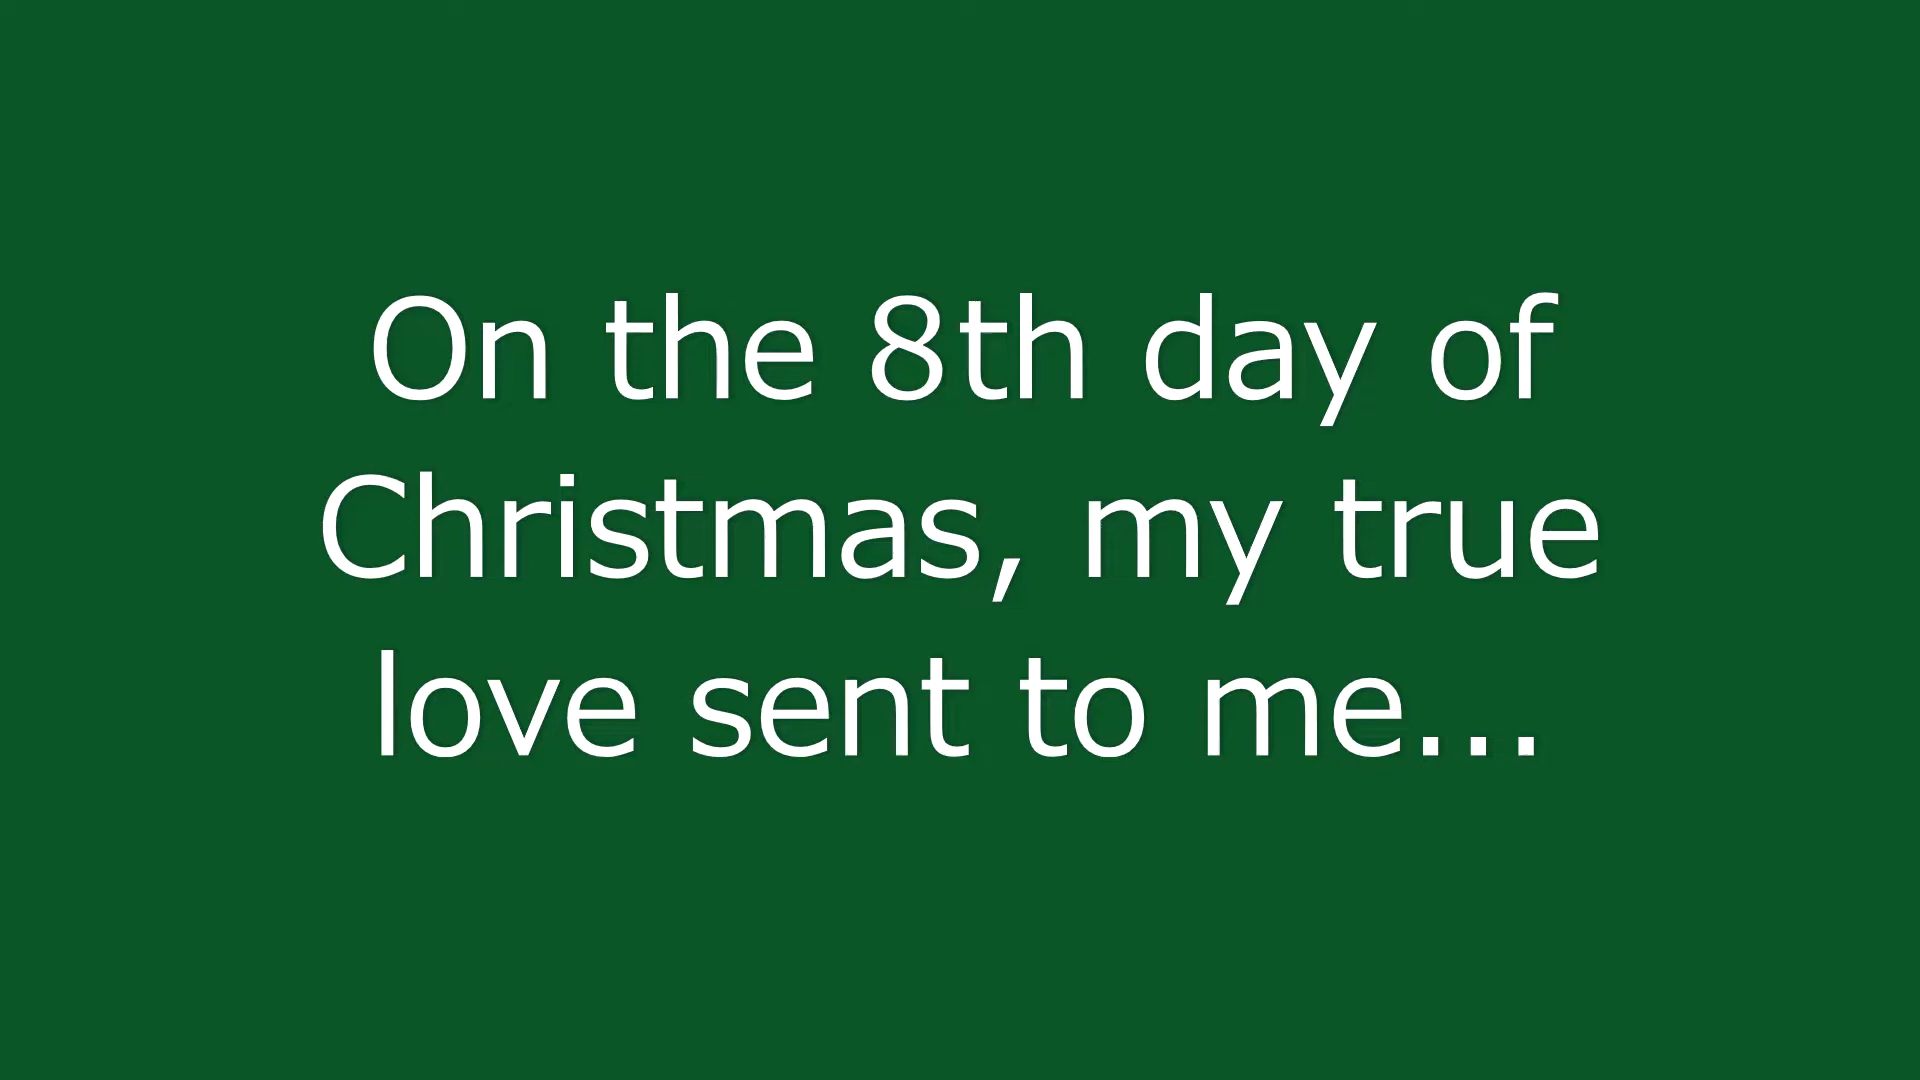 On the 8th day of
Christmas, my true
love sent to me...